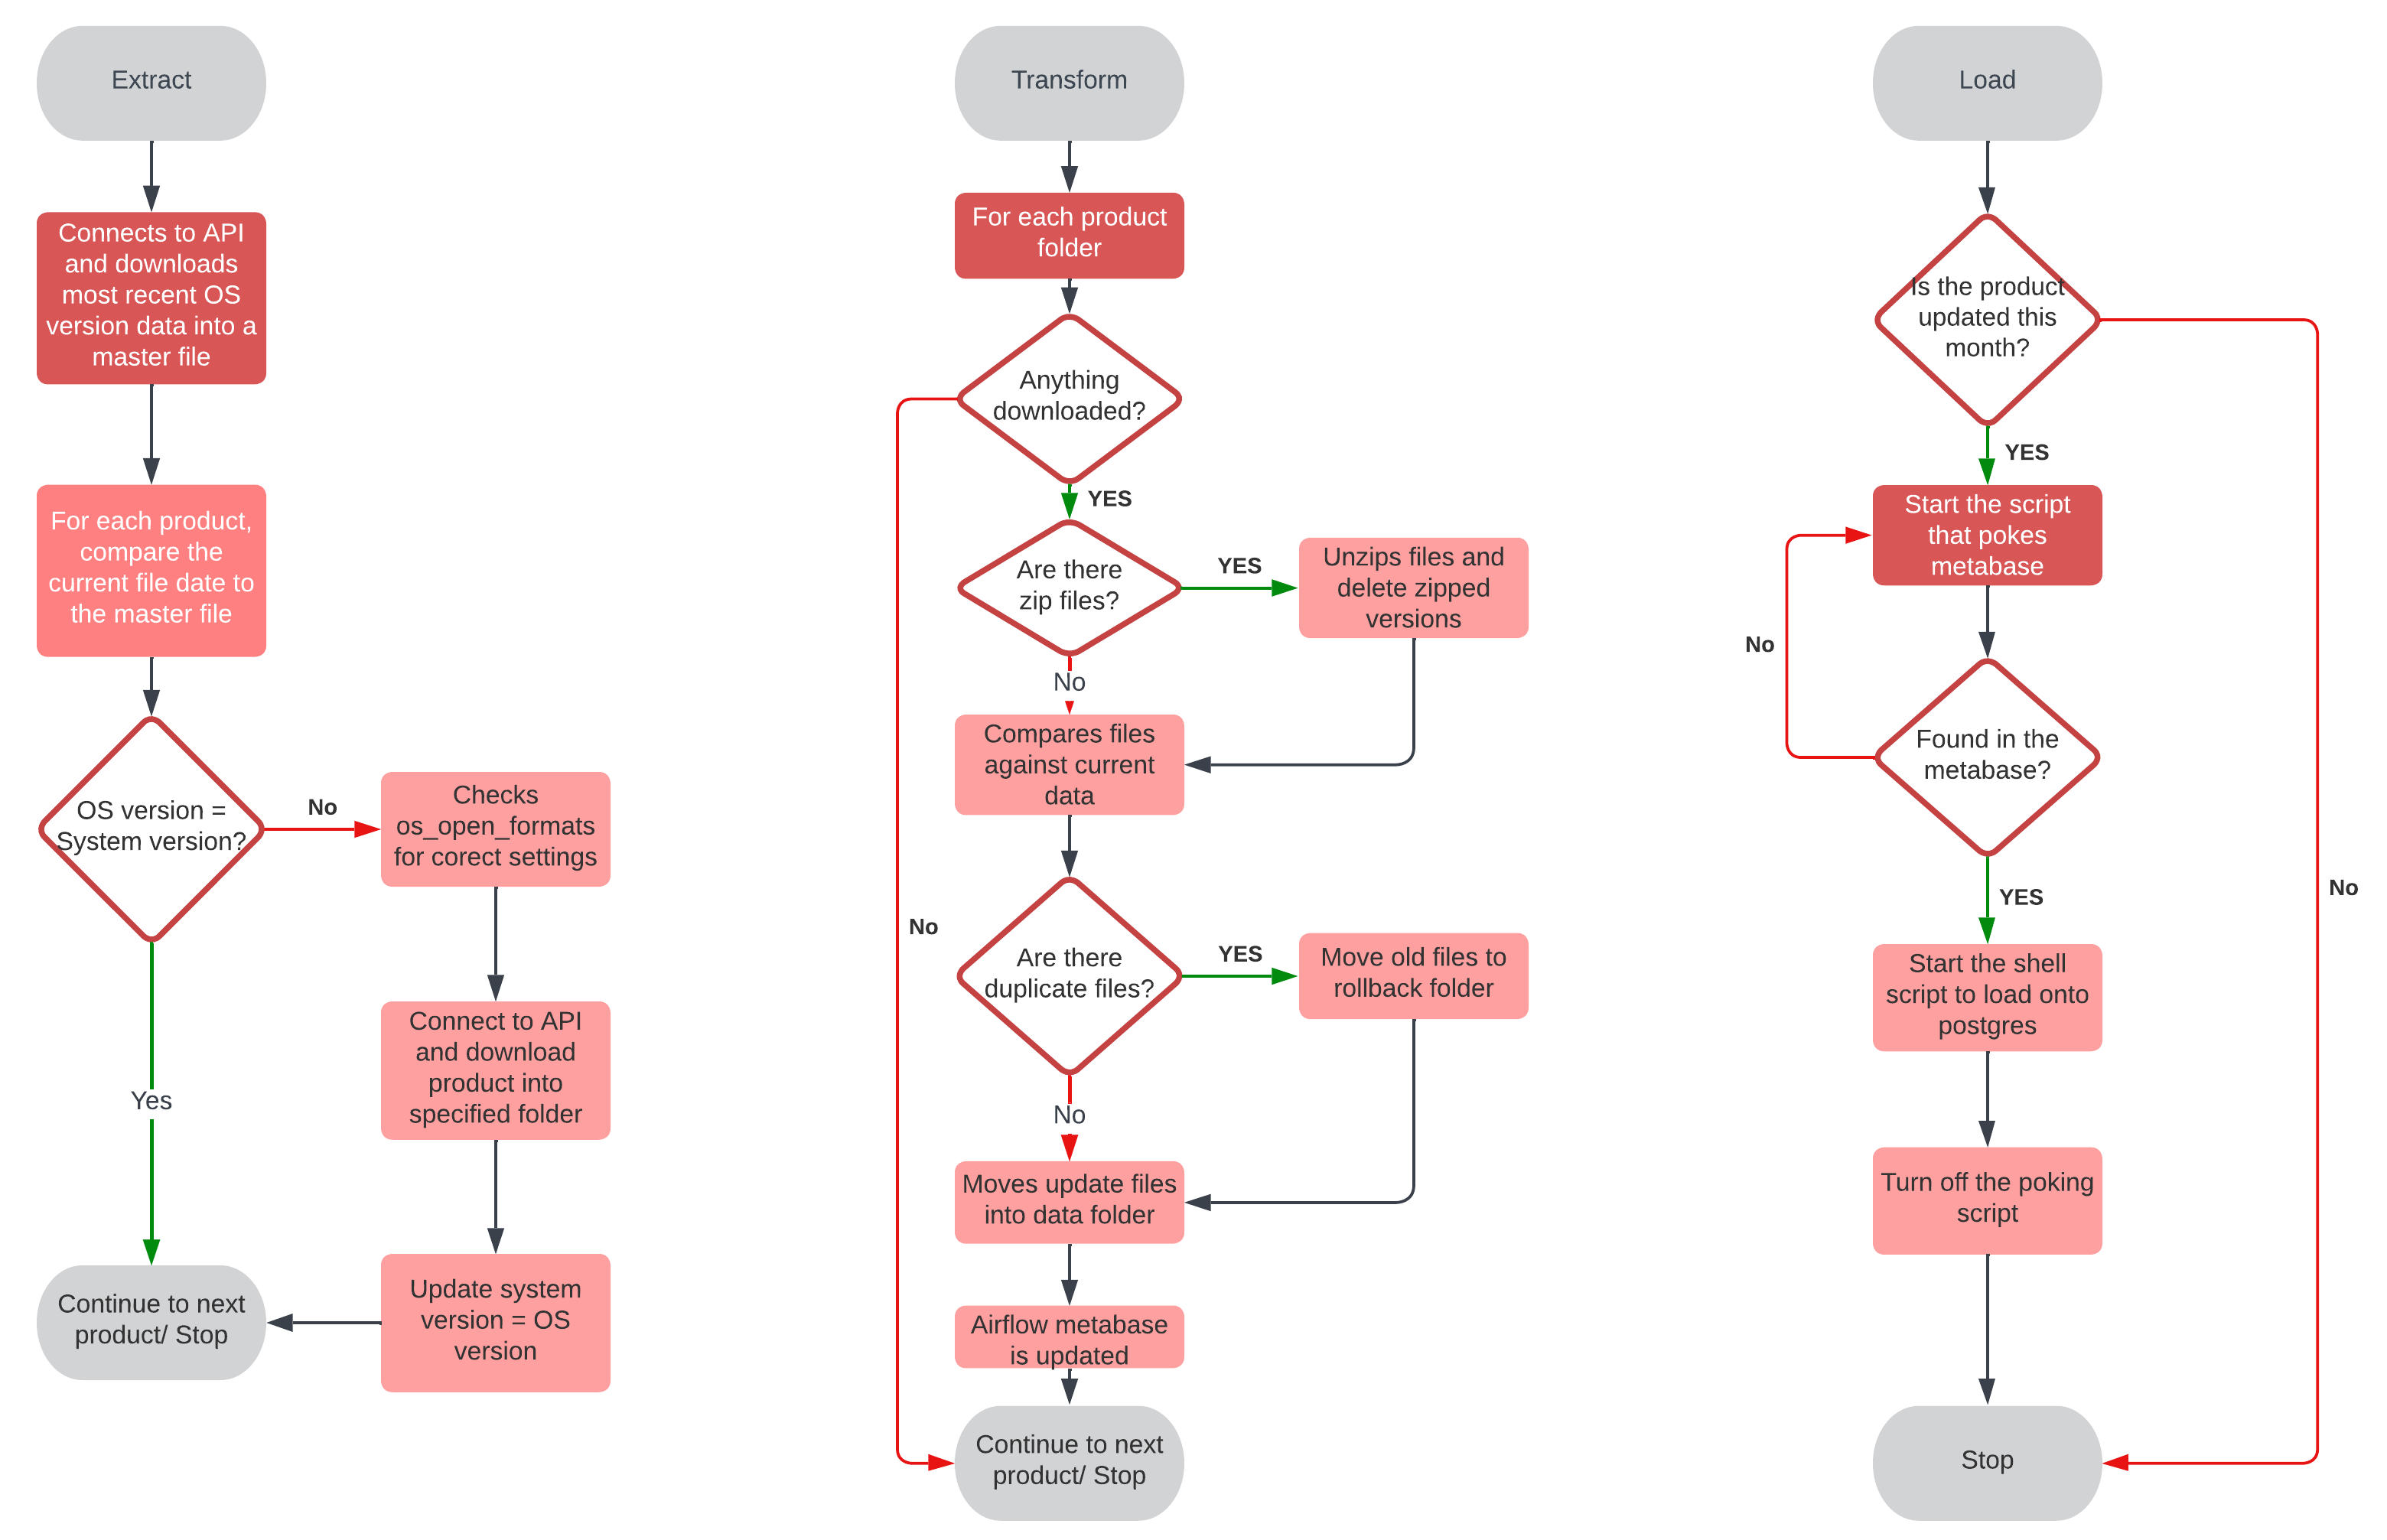 Extract
Connects to API
and downloads
most recent OS
version data into a
master file
For each product,
compare the
current file date to
the master file
OS version =
System version?
No
Checks
os_open_formats
for corect settings
Connect to API
and download
product into
specified folder
Update system
version = OS
version
Yes
Continue to next
product/ Stop
Transform
For each product
folder
Anything
downloaded?
YES
Are there
zip files?
YES
Unzips files and
delete zipped
versions
No
Compares files
against current
data
No
Are there
duplicate files?
YES
Move old files to
rollback folder
No
Moves update files
into data folder
Airflow metabase
is updated
Continue to next
product/ Stop
Load
Is the product
updated this
month?
YES
Start the script
that pokes
metabase
No
Found in the
metabase?
No
YES
Start the shell
script to load onto
postgres
Turn off the poking
script
Stop